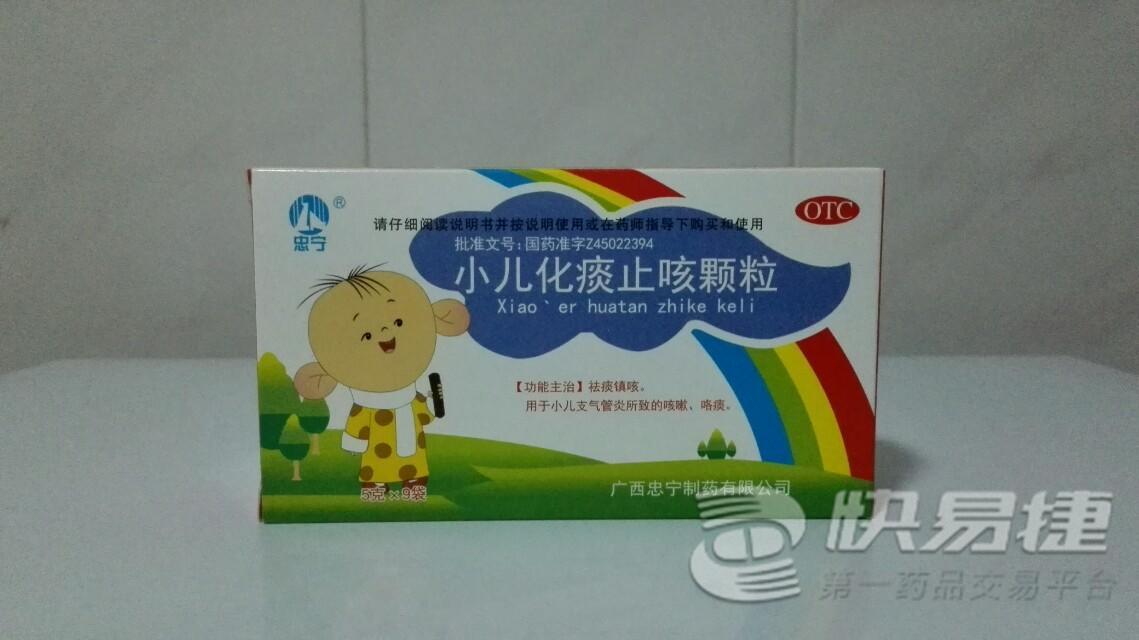 忠宁
®
OTC
请仔细阅读说明书并按说明使用或在药师指导下购买和使用
批准文号:国药准字Z45022394
小儿化痰止咳颗粒
Xiao`er huatan zhike keli
【功能主治】祛痰镇咳。
用于小儿支气管炎所致的咳嗽、咯痰。
5克×9袋
广西忠宁制药有限公司
快易捷
第一药品交易平台